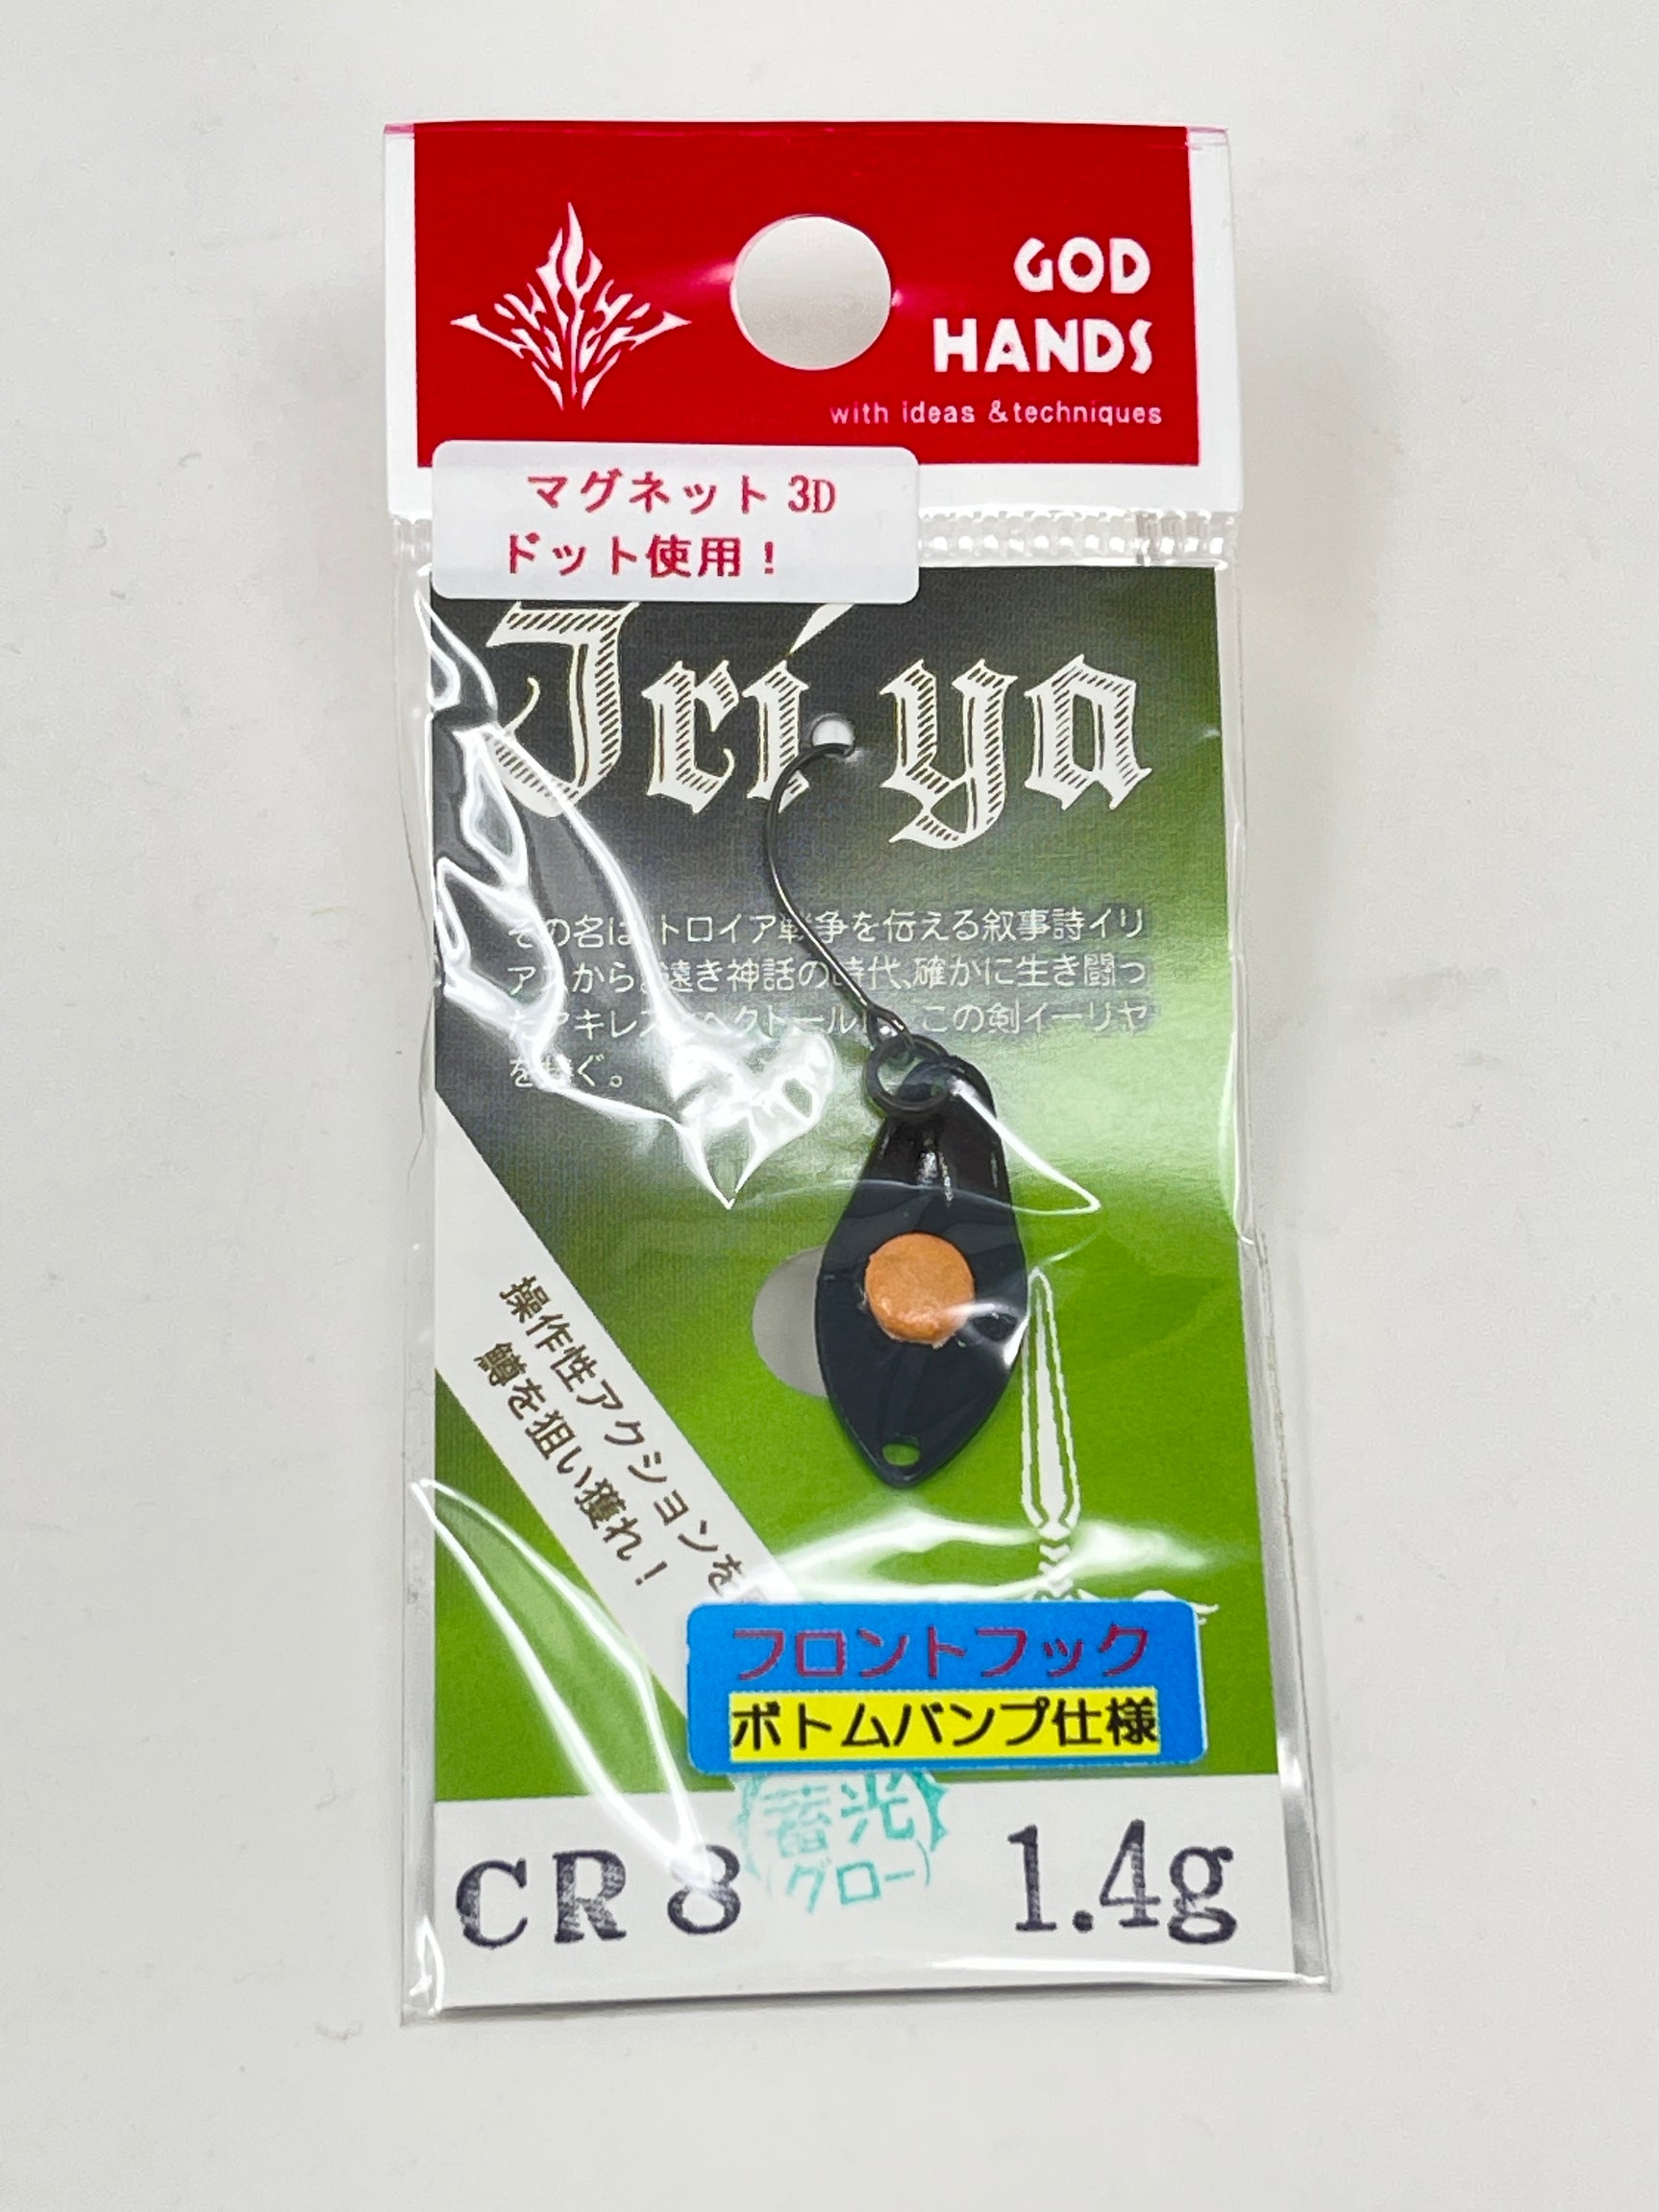 GOD
HANDS
with ideas & techniques
マグネット 3D
ドット使用！
Iri'ya
その名は トロイア戦争を伝える叙事詩イリ
アスから。遠き神話の時代、確かに生き闘っ
たアキレス ヘクトール この剣イーリヤ
を ぐ。
操作性アクションを
鱒を狙い獲れ！
フロントフック
ボトムバンプ仕様
蓄光
(グロー)
CR8
1.4g